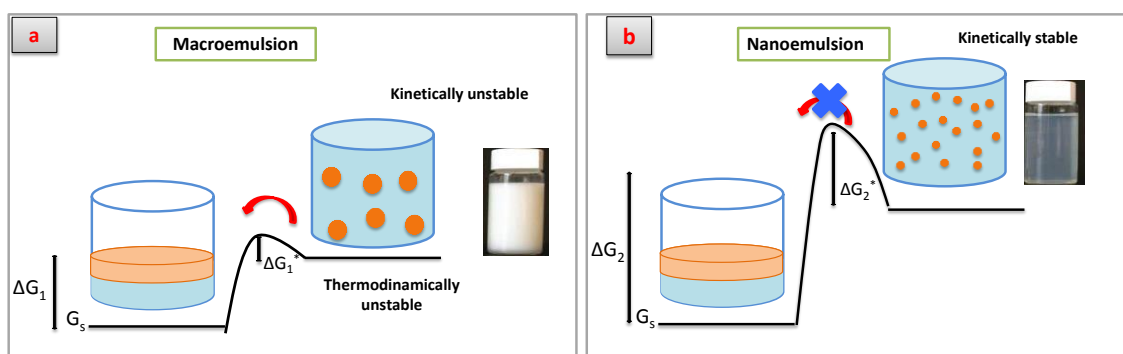 a
Macroemulsion
Kinetically unstable
ΔG1
ΔG1*
Gs
Thermodinamically
unstable
b
Nanoemulsion
Kinetically stable
ΔG2
ΔG2*
Gs